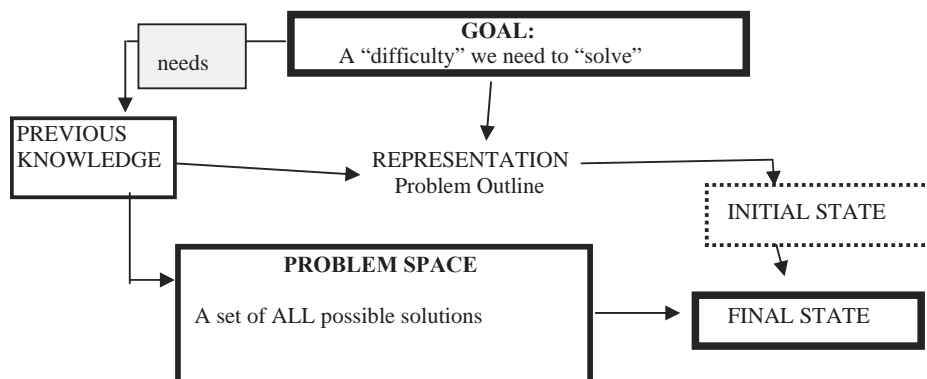 GOAL:
A “difficulty” we need to “solve”
needs
PREVIOUS
KNOWLEDGE
REPRESENTATION
Problem Outline
INITIAL STATE
PROBLEM SPACE
A set of ALL possible solutions
FINAL STATE